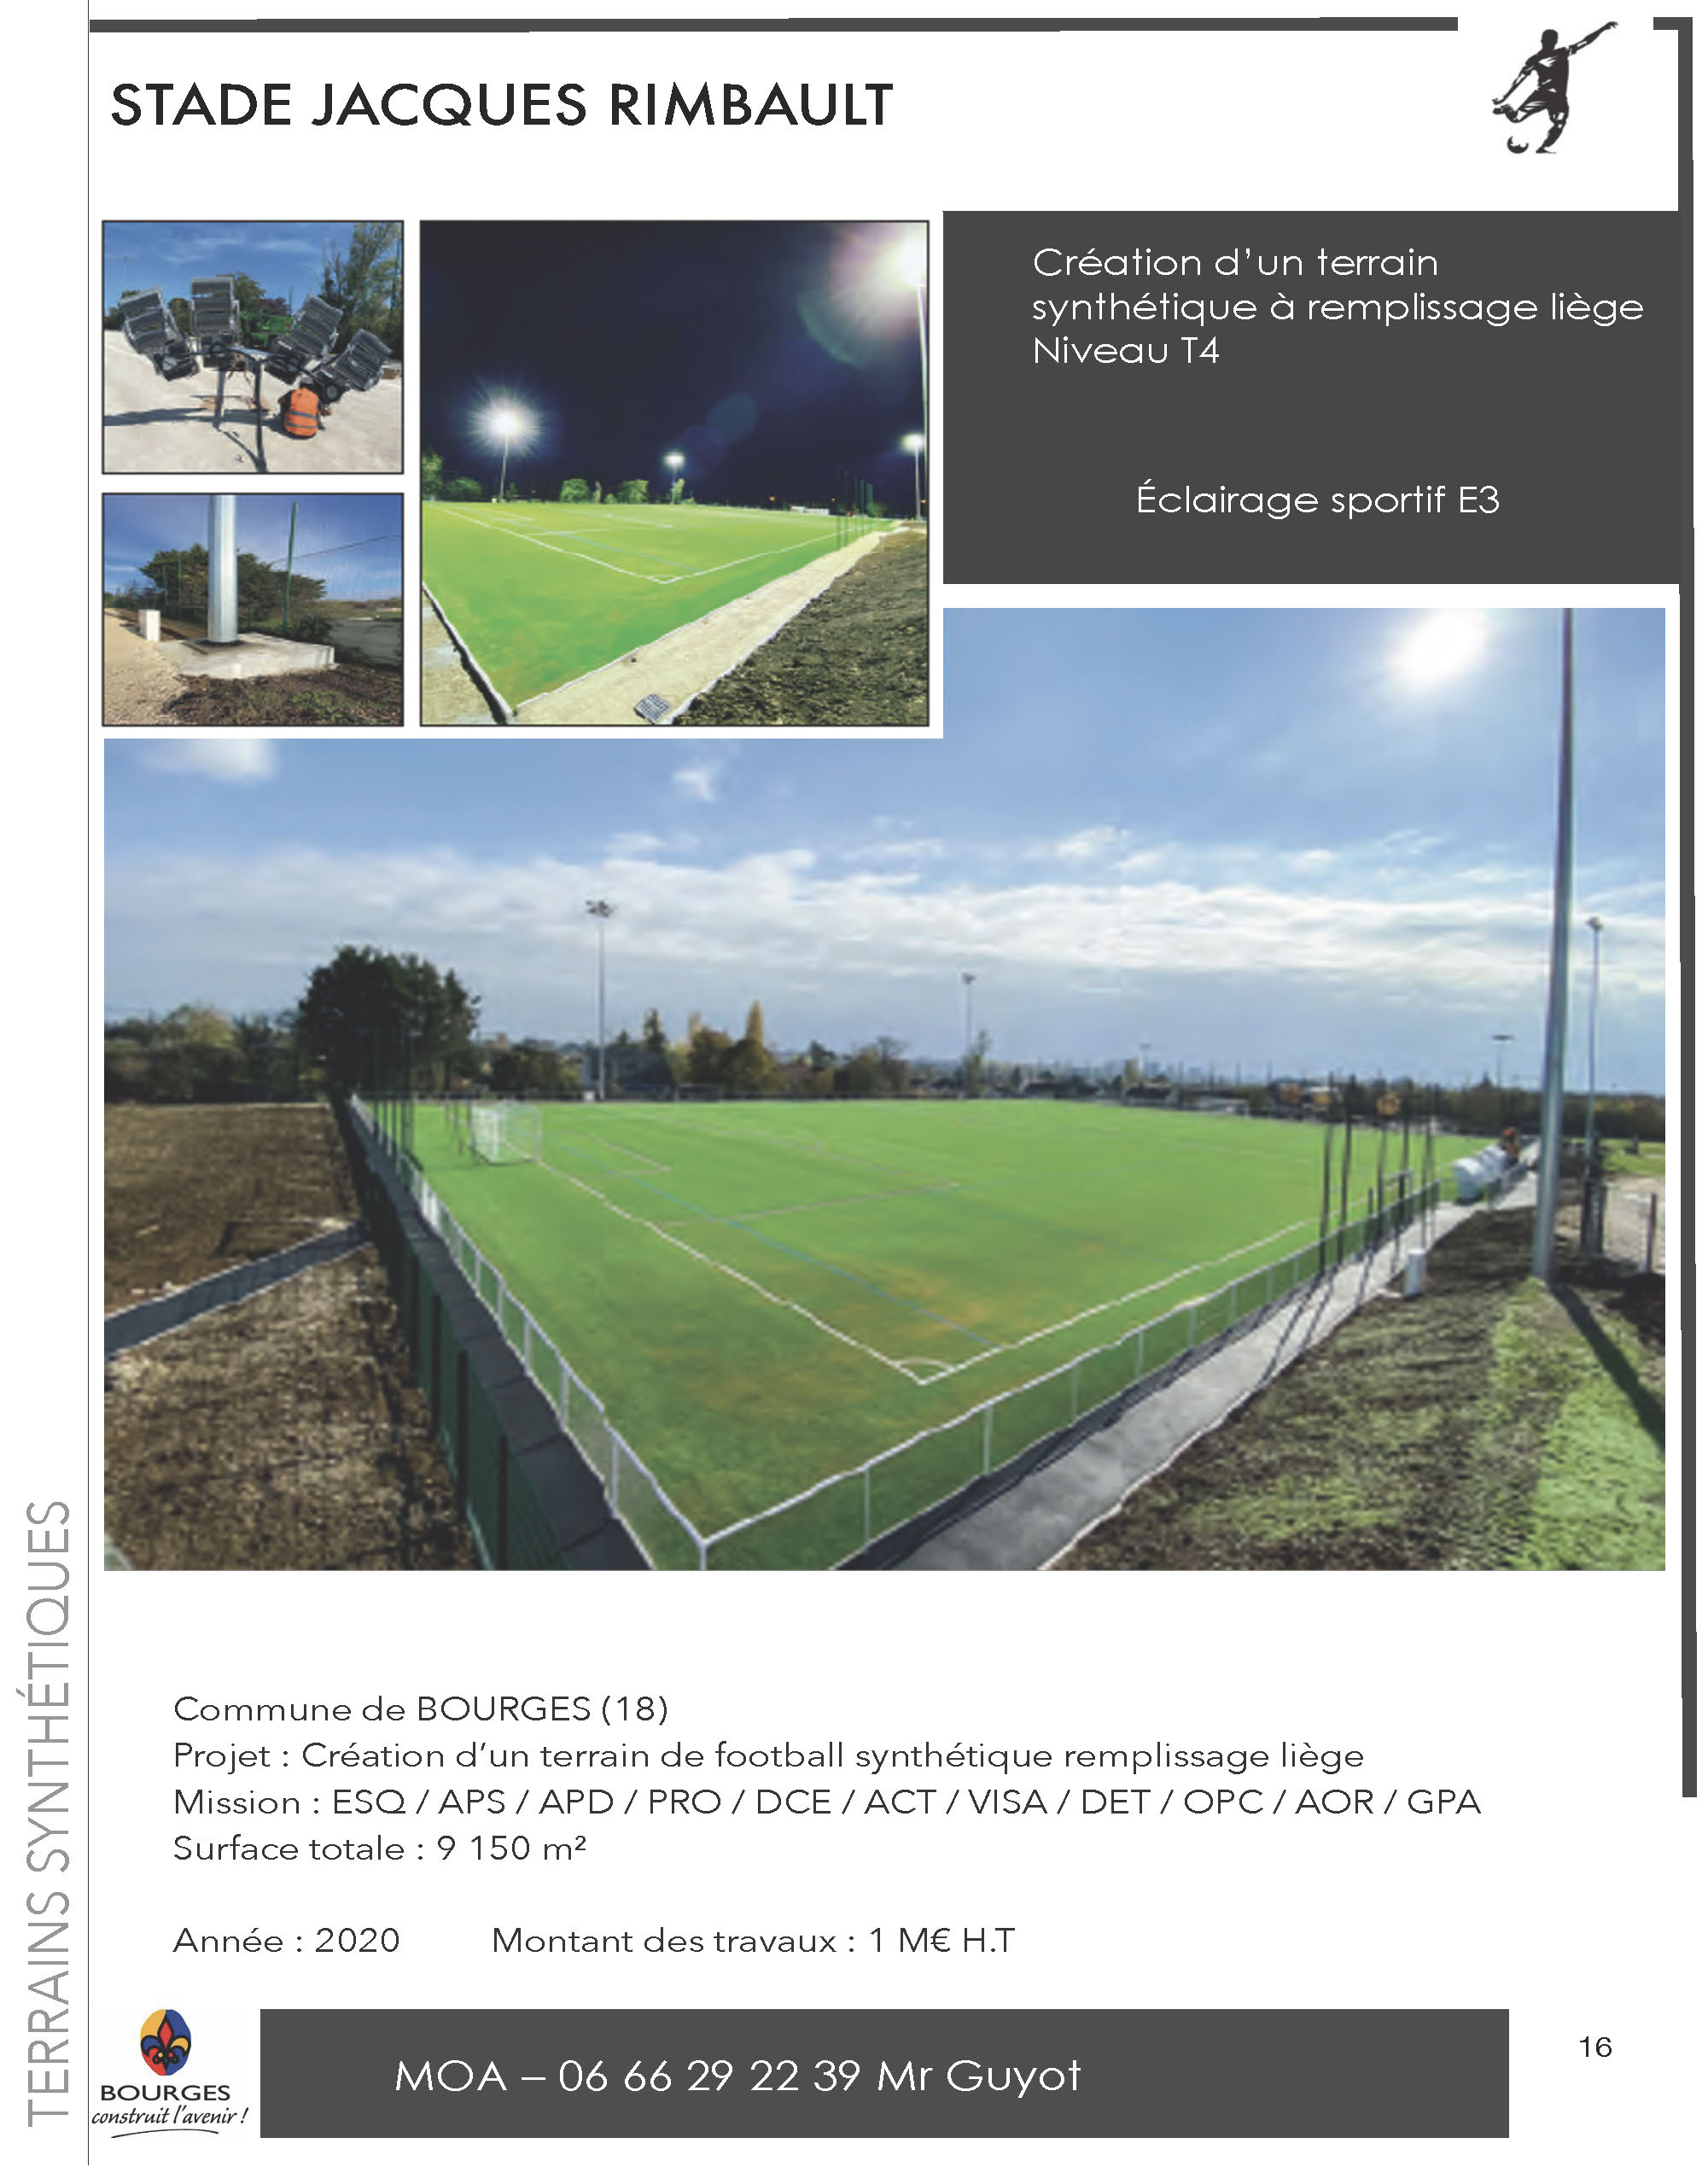 STADE JACQUES RIMBAULT
Création d’un terrain
synthétique à remplissage liège
Niveau T4
Éclairage sportif E3
TERRAINS SYNTHÉTIQUES
Commune de BOURGES (18)
Projet : Création d’un terrain de football synthétique remplissage liège
Mission : ESQ / APS / APD / PRO / DCE / ACT / VISA / DET / OPC / AOR / GPA
Surface totale : 9 150 m²
Année : 2020 Montant des travaux : 1 M€ H.T
BOURGES
construit l’avenir !
MOA – 06 66 29 22 39 Mr Guyot
16